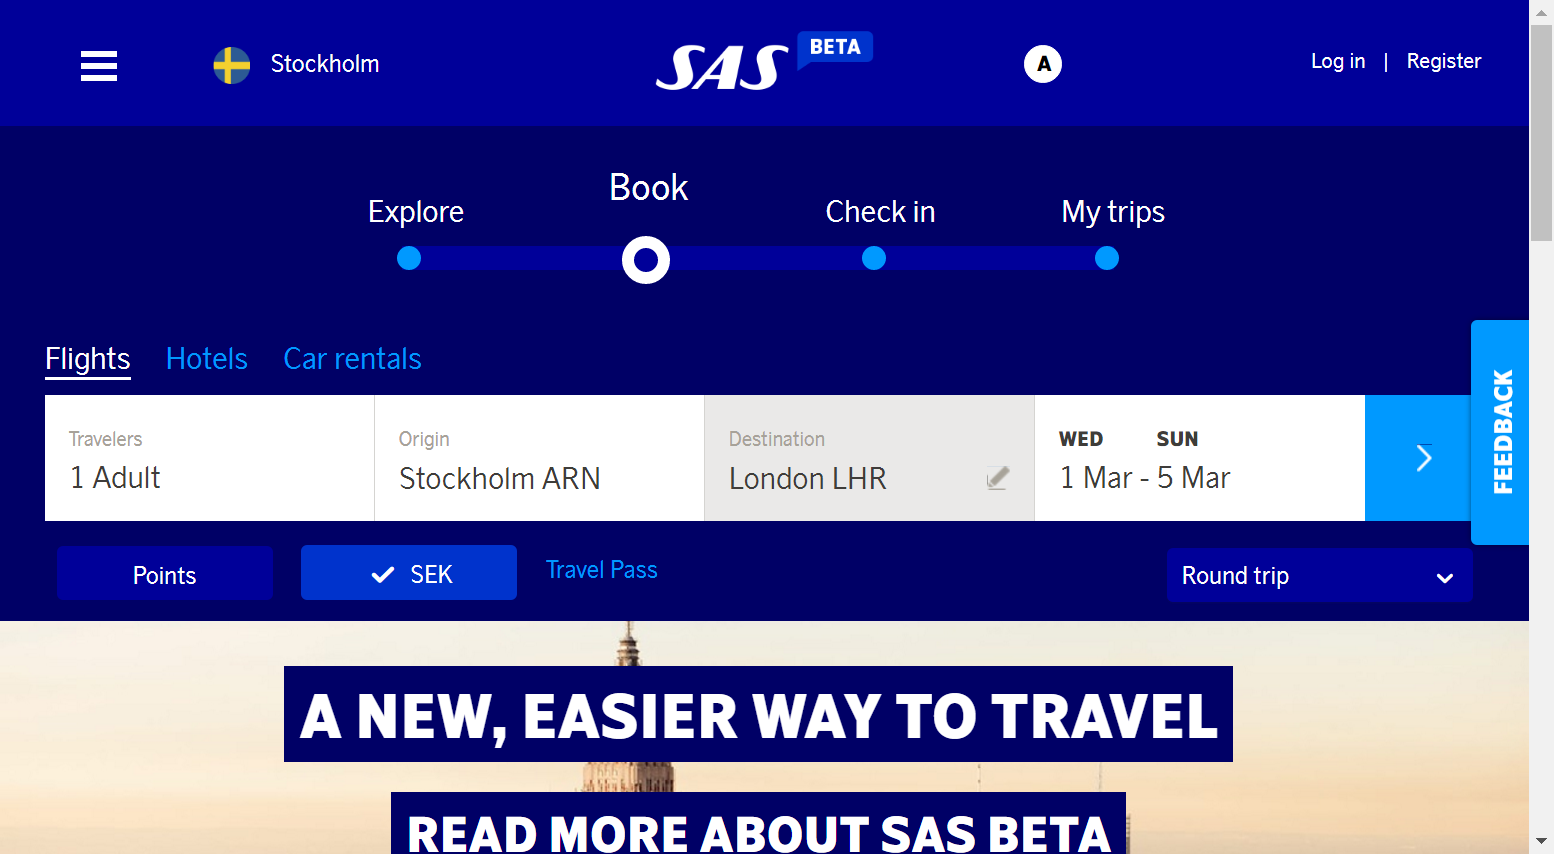 Stockholm
SAS BETA
A
Log in | Register
Explore
Book
Check in
My trips
Flights Hotels Car rentals
Travelers
1 Adult
Origin
Stockholm ARN
Destination
London LHR
WED SUN
1 Mar - 5 Mar
FEEDBACK
Points
SEK
Travel Pass
Round trip
A NEW, EASIER WAY TO TRAVEL
READ MORE ABOUT SAS BETA